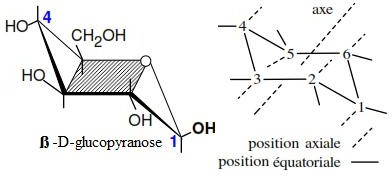 HO
4
CH₂OH
HO
OH
OH
ß -D-glucopyranose 1
axe
4
5
6
3
2
1
position axiale
position équatoriale